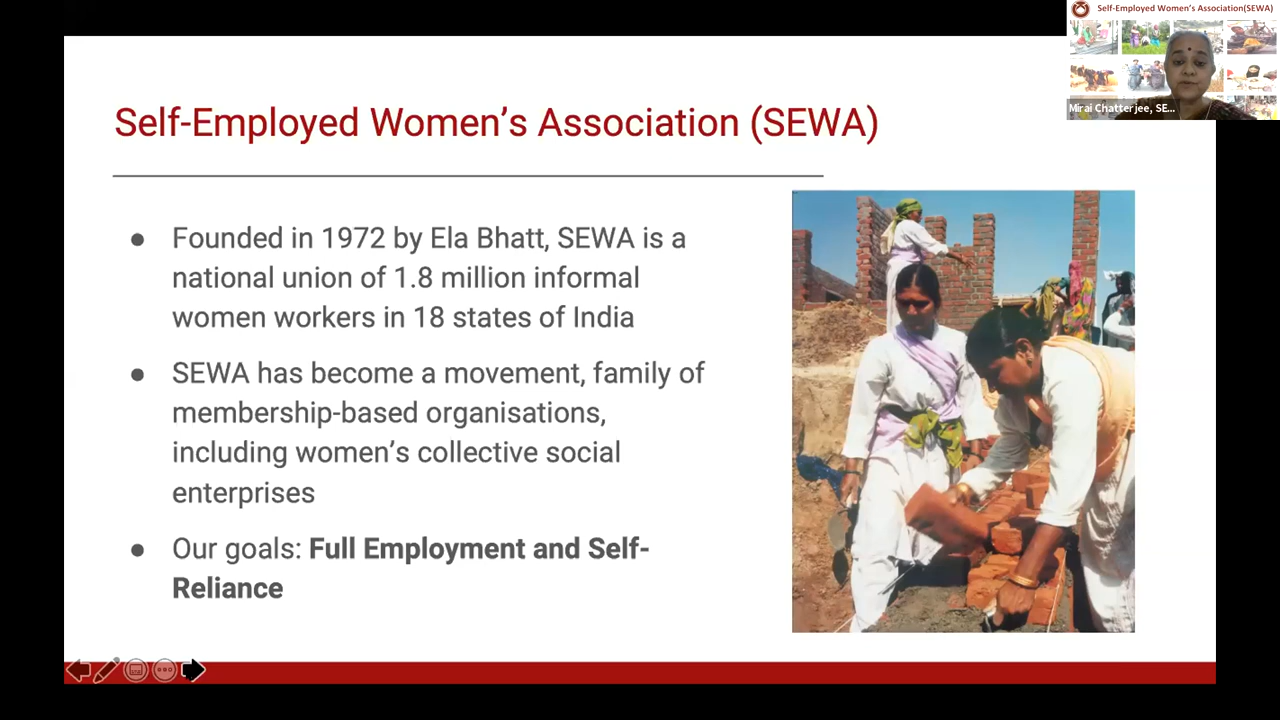 Self-Employed Women's Association(SEWA)
Mirai Chatterjee, SE...
Self-Employed Women’s Association (SEWA)
● Founded in 1972 by Ela Bhatt, SEWA is a
national union of 1.8 million informal
women workers in 18 states of India
● SEWA has become a movement, family of
membership-based organisations,
including women’s collective social
enterprises
● Our goals: Full Employment and Self-
Reliance